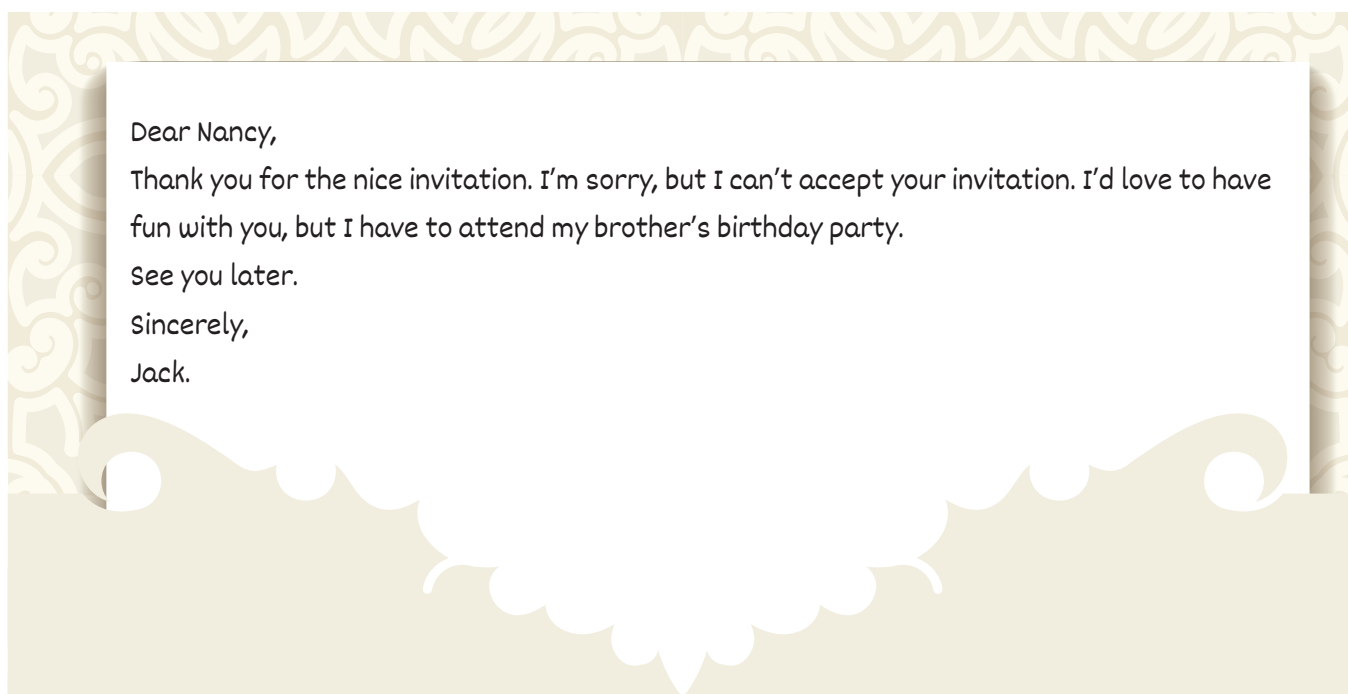 Dear Nancy,
Thank you for the nice invitation. I’m sorry, but I can’t accept your invitation. I’d love to have
fun with you, but I have to attend my brother’s birthday party.
See you later.
Sincerely,
Jack.